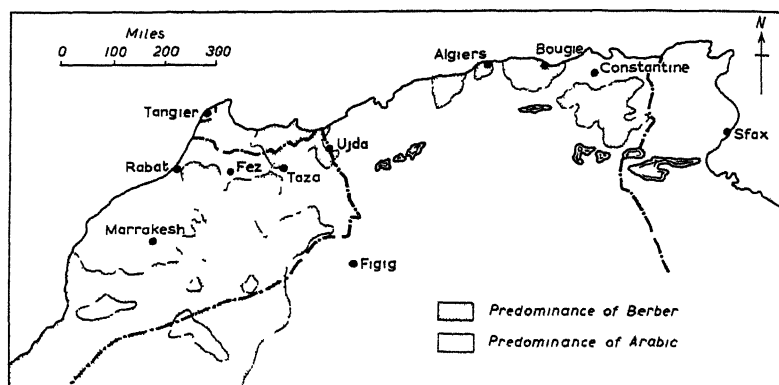 Miles
0 100 200 300
N
Algiers
Bougie
Constantine
Tangier
Ujda
Sfax
Rabat
Fez
Taza
Marrakesh
Figig
Predominance of Berber
Predominance of Arabic